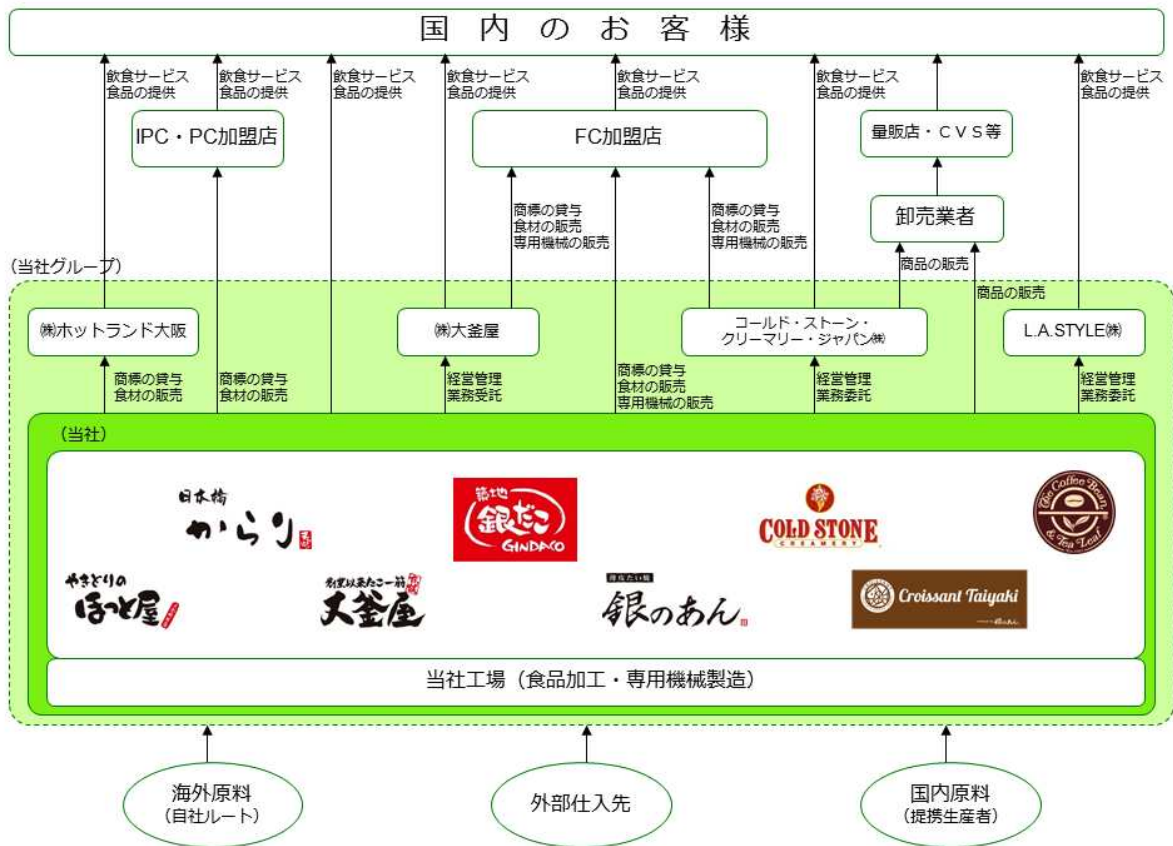 国内のお客様
飲食サービス
食品の提供
飲食サービス
食品の提供
飲食サービス
食品の提供
飲食サービス
食品の提供
飲食サービス
食品の提供
飲食サービス
食品の提供
飲食サービス
食品の提供
IPC・PC加盟店
FC加盟店
量販店・CVS等
卸売業者
商標の貸与
食材の販売
専用機械の販売
商標の貸与
食材の販売
専用機械の販売
商品の販売
商品の販売
(当社グループ)
㈱ホットランド大阪
㈱大釜屋
コールド・ストーン・
クリーマリー・ジャパン㈱
L.A.STYLE㈱
商標の貸与
食材の販売
商標の貸与
食材の販売
経営管理
業務受託
商標の貸与
食材の販売
専用機械の販売
経営管理
業務委託
経営管理
業務委託
(当社)
日本橋
からり
築地
銀だこ
GINDACO
COLD STONE
CREAMERY
The Coffee Bean
& Tea Leaf
やきとりの
ほっと屋
創業以来たこ一筋
大釜屋
薄皮たい焼
銀のあん
Croissant Taiyaki
当社工場（食品加工・専用機械製造）
海外原料
（自社ルート）
外部仕入先
国内原料
（提携生産者）